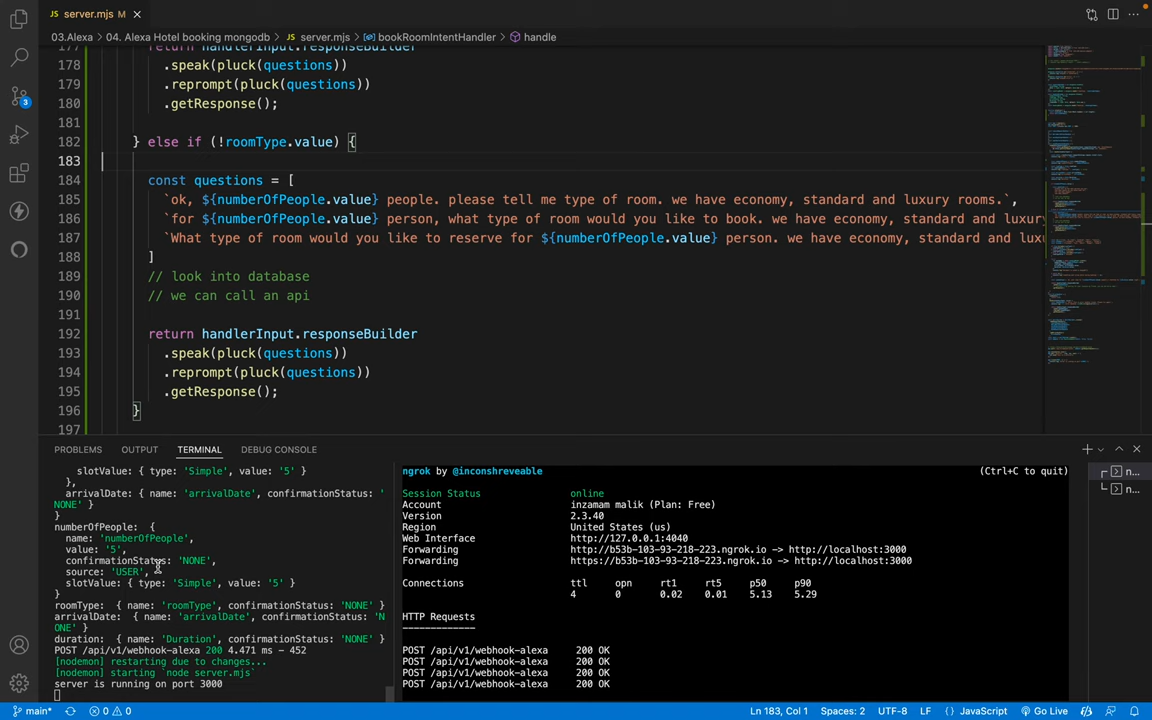 server.mjs M
03.Alexa > 04. Alexa Hotel booking mongodb > server.mjs > bookRoomIntentHandler > handle
177 return handlerInput.responseBuilder
178 .speak(pluck(questions))
179 .reprompt(pluck(questions))
180 .getResponse();
181
182 } else if (!roomType.value) {
183
184 const questions = [
185 `ok, ${numberOfPeople.value} people. please tell me type of room. we have economy, standard and luxury rooms.`,
186 `for ${numberOfPeople.value} person, what type of room would you like to book. we have economy, standard and luxury
187 `What type of room would you like to reserve for ${numberOfPeople.value} person. we have economy, standard and lux
188 ]
189 // look into database
190 // we can call an api
191
192 return handlerInput.responseBuilder
193 .speak(pluck(questions))
194 .reprompt(pluck(questions))
195 .getResponse();
196 }
197
3
PROBLEMS OUTPUT TERMINAL DEBUG CONSOLE
slotValue: { type: 'Simple', value: '5' }
},
arrivalDate: { name: 'arrivalDate', confirmationStatus: '
NONE' }
}
numberOfPeople: {
name: 'numberOfPeople',
value: '5',
confirmationStatus: 'NONE',
source: 'USER',
slotValue: { type: 'Simple', value: '5' }
}
roomType: { name: 'roomType', confirmationStatus: 'NONE' }
arrivalDate: { name: 'arrivalDate', confirmationStatus: 'N
ONE' }
duration: { name: 'Duration', confirmationStatus: 'NONE' }
POST /api/v1/webhook-alexa 200 4.471 ms - 452
[nodemon] restarting due to changes...
[nodemon] starting `node server.mjs`
server is running on port 3000
ngrok by @inconshreveable (Ctrl+C to quit)
Session Status online
Account inzamam malik (Plan: Free)
Version 2.3.40
Region United States (us)
Web Interface http://127.0.0.1:4040
Forwarding http://b53b-103-93-218-223.ngrok.io -> http://localhost:3000
Forwarding https://b53b-103-93-218-223.ngrok.io -> http://localhost:3000
Connections ttl opn rt1 rt5 p50 p90
4 0 0.02 0.01 5.13 5.29
HTTP Requests
-------------
POST /api/v1/webhook-alexa 200 OK
POST /api/v1/webhook-alexa 200 OK
POST /api/v1/webhook-alexa 200 OK
POST /api/v1/webhook-alexa 200 OK
n...
n...
main* 0 0 Ln 183, Col 1 Spaces: 2 UTF-8 LF {} JavaScript Go Live